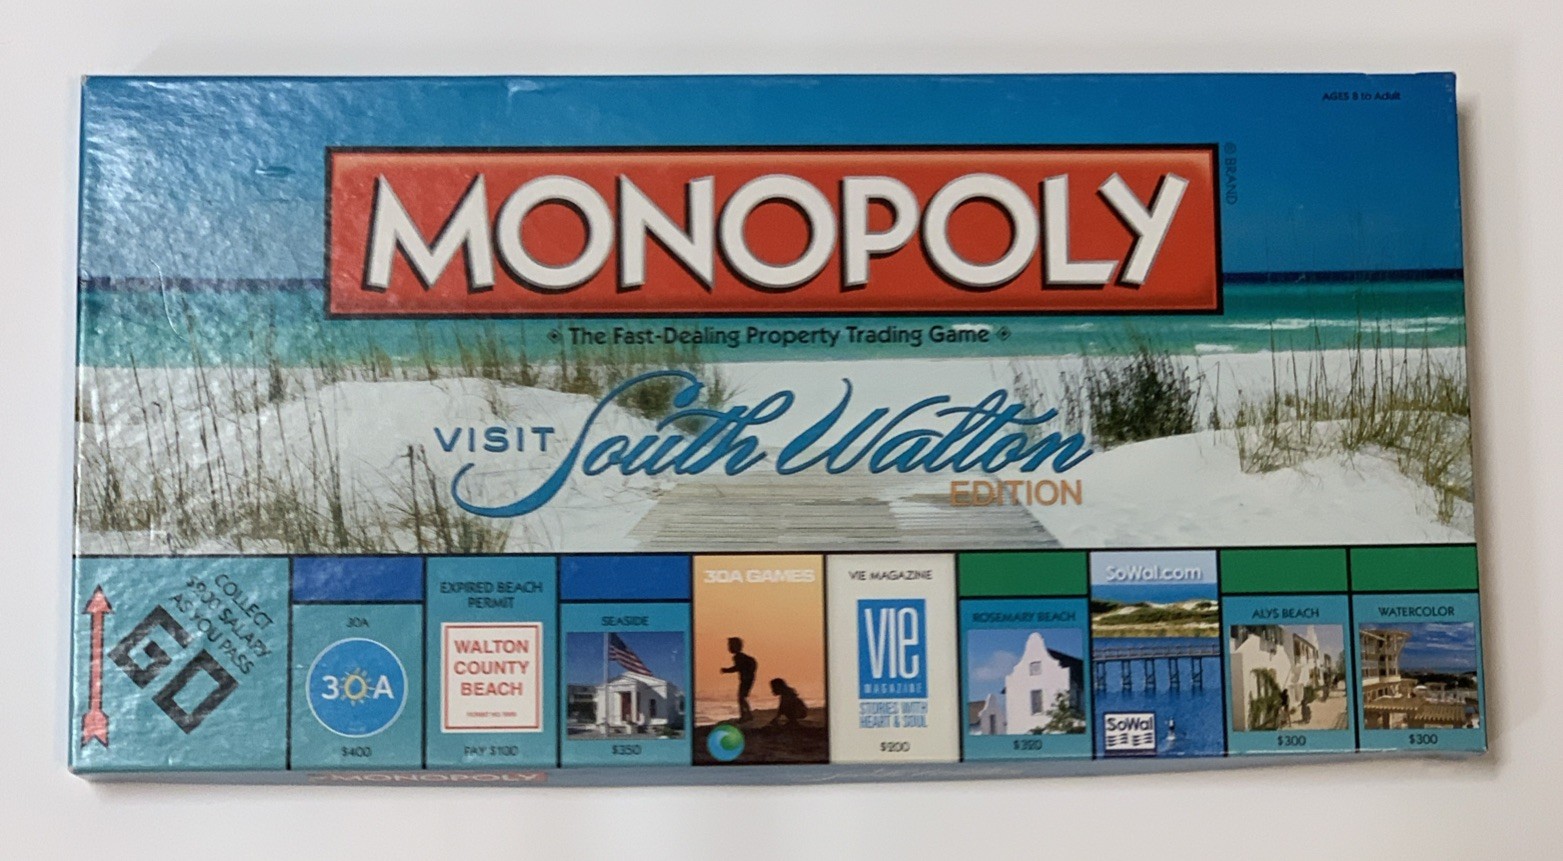 AGES 8 to Adult
MONOPOLY
® BRAND
The Fast-Dealing Property Trading Game
VISIT South Walton
EDITION
COLLECT
$200 SALARY
AS YOU PASS
GO
30A
30A
$400
EXPIRED BEACH
PERMIT
WALTON
COUNTY
BEACH
PAY $100
SEASIDE
$350
30A GAMES
VIE MAGAZINE
VIE
MAGAZINE
STORIES WITH
HEART & SOUL
$200
ROSEMARY BEACH
$320
SoWal.com
SoWal
ALYS BEACH
$300
WATERCOLOR
$300
MONOPOLY